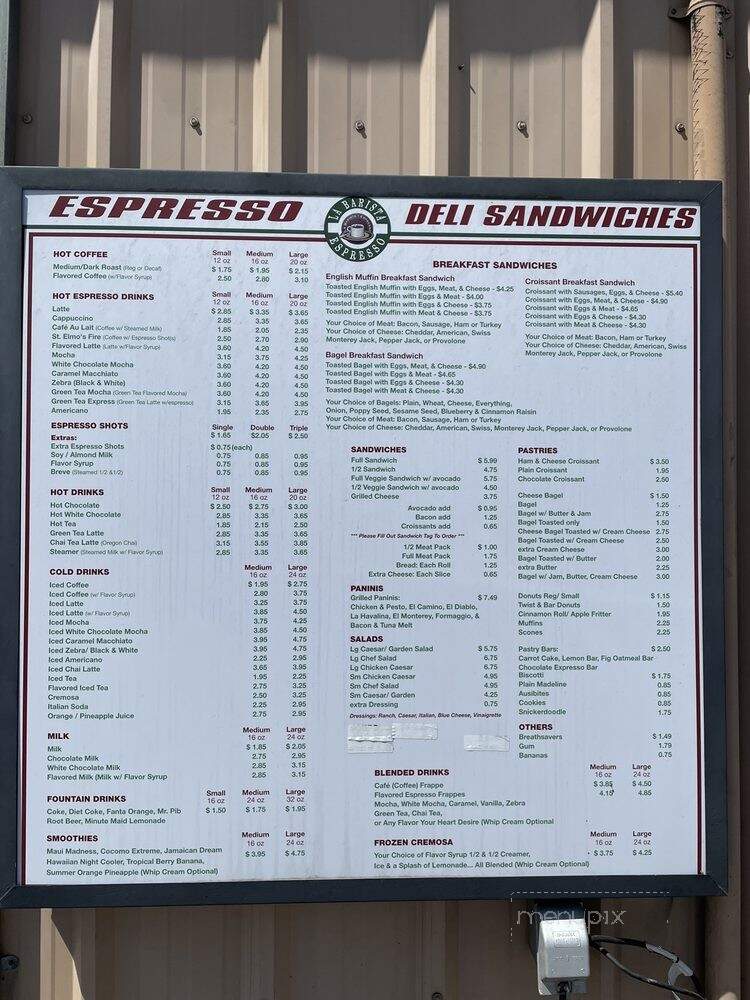 ESPRESSO
LA BARISTA ESPRESSO
DELI SANDWICHES
HOT COFFEE Small Medium Large
12 oz 16 oz 20 oz
Medium/Dark Roast (Reg or Decaf) $ 1.75 $ 1.95 $ 2.15
Flavored Coffee (w/Flavor Syrup) 2.50 2.80 3.10
HOT ESPRESSO DRINKS Small Medium Large
12 oz 16 oz 20 oz
Latte $ 2.85 $ 3.35 $ 3.65
Cappuccino 2.85 3.35 3.65
Café Au Lait (Coffee w/ Steamed Milk) 1.85 2.05 2.35
St. Elmo's Fire (Coffee w/ Espresso Shots) 2.50 2.70 2.90
Flavored Latte (Latte w/Flavor Syrup) 3.60 4.20 4.50
Mocha 3.15 3.75 4.25
White Chocolate Mocha 3.60 4.20 4.50
Caramel Macchiato 3.60 4.20 4.50
Zebra (Black & White) 3.60 4.20 4.50
Green Tea Mocha (Green Tea Flavored Mocha) 3.60 4.20 4.50
Green Tea Express (Green Tea Latte w/espresso) 3.15 3.65 3.95
Americano 1.95 2.35 2.75
ESPRESSO SHOTS Single Double Triple
Extras: $ 1.65 $2.05 $ 2.50
Extra Espresso Shots $ 0.75 (each)
Soy / Almond Milk 0.75 0.85 0.95
Flavor Syrup 0.75 0.85 0.95
Breve (Steamed 1/2 &1/2) 0.75 0.85 0.95
HOT DRINKS Small Medium Large
12 oz 16 oz 20 oz
Hot Chocolate $ 2.50 $ 2.75 $ 3.00
Hot White Chocolate 2.85 3.35 3.65
Hot Tea 1.85 2.15 2.50
Green Tea Latte 2.85 3.35 3.65
Chai Tea Latte (Oregon Chai) 3.15 3.55 3.85
Steamer (Steamed Milk w/ Flavor Syrup) 2.85 3.35 3.65
COLD DRINKS Medium Large
16 oz 24 oz
Iced Coffee $ 1.95 $ 2.75
Iced Coffee (w/ Flavor Syrup) 2.80 3.75
Iced Latte 3.25 3.75
Iced Latte (w/ Flavor Syrup) 3.85 4.50
Iced Mocha 3.75 4.25
Iced White Chocolate Mocha 3.85 4.50
Iced Caramel Macchiato 3.95 4.75
Iced Zebra/ Black & White 3.95 4.75
Iced Americano 2.25 2.95
Iced Chai Latte 3.65 3.95
Iced Tea 1.95 2.25
Flavored Iced Tea 2.75 3.25
Cremosa 2.50 3.25
Italian Soda 2.25 2.95
Orange / Pineapple Juice 2.75 2.95
MILK Medium Large
16 oz 24 oz
Milk $ 1.85 $ 2.05
Chocolate Milk 2.75 2.95
White Chocolate Milk 2.85 3.15
Flavored Milk (Milk w/ Flavor Syrup 2.85 3.15
FOUNTAIN DRINKS Small Medium Large
16 oz 24 oz 32 oz
Coke, Diet Coke, Fanta Orange, Mr. Pib $ 1.50 $ 1.75 $ 1.95
Root Beer, Minute Maid Lemonade
SMOOTHIES Medium Large
16 oz 24 oz
Maui Madness, Cocomo Extreme, Jamaican Dream $ 3.95 $ 4.75
Hawaiian Night Cooler, Tropical Berry Banana,
Summer Orange Pineapple (Whip Cream Optional)
BREAKFAST SANDWICHES
English Muffin Breakfast Sandwich
Toasted English Muffin with Eggs, Meat, & Cheese - $4.25
Toasted English Muffin with Eggs & Meat - $4.00
Toasted English Muffin with Eggs & Cheese - $3.75
Toasted English Muffin with Meat & Cheese - $3.75
Your Choice of Meat: Bacon, Sausage, Ham or Turkey
Your Choice of Cheese: Cheddar, American, Swiss
Monterey Jack, Pepper Jack, or Provolone
Croissant Breakfast Sandwich
Croissant with Sausages, Eggs, & Cheese - $5.40
Croissant with Eggs, Meat, & Cheese - $4.90
Croissant with Eggs & Meat - $4.65
Croissant with Eggs & Cheese - $4.30
Croissant with Meat & Cheese - $4.30
Your Choice of Meat: Bacon, Ham or Turkey
Your Choice of Cheese: Cheddar, American, Swiss
Monterey Jack, Pepper Jack, or Provolone
Bagel Breakfast Sandwich
Toasted Bagel with Eggs, Meat, & Cheese - $4.90
Toasted Bagel with Eggs & Meat - $4.65
Toasted Bagel with Eggs & Cheese - $4.30
Toasted Bagel with Meat & Cheese - $4.30
Your Choice of Bagels: Plain, Wheat, Cheese, Everything,
Onion, Poppy Seed, Sesame Seed, Blueberry & Cinnamon Raisin
Your Choice of Meat: Bacon, Sausage, Ham or Turkey
Your Choice of Cheese: Cheddar, American, Swiss, Monterey Jack, Pepper Jack, or Provolone
SANDWICHES
Full Sandwich $ 5.99
1/2 Sandwich 4.75
Full Veggie Sandwich w/ avocado 5.75
1/2 Veggie Sandwich w/ avocado 4.50
Grilled Cheese 3.75
Avocado add $ 0.95
Bacon add 1.25
Croissants add 0.65
*** Please Fill Out Sandwich Tag To Order ***
1/2 Meat Pack $ 1.00
Full Meat Pack 1.75
Bread: Each Roll 1.25
Extra Cheese: Each Slice 0.65
PANINIS
Grilled Paninis: $ 7.49
Chicken & Pesto, El Camino, El Diablo,
La Havalina, El Monterey, Formaggio, &
Bacon & Tuna Melt
SALADS
Lg Caesar/ Garden Salad $ 5.75
Lg Chef Salad 6.75
Lg Chicken Caesar 6.75
Sm Chicken Caesar 4.95
Sm Chef Salad 4.95
Sm Caesar/ Garden 4.25
extra Dressing 0.75
Dressings: Ranch, Caesar, Italian, Blue Cheese, Vinaigrette
PASTRIES
Ham & Cheese Croissant $ 3.50
Plain Croissant 1.95
Chocolate Croissant 2.50
Cheese Bagel $ 1.50
Bagel 1.25
Bagel w/ Butter & Jam 2.75
Bagel Toasted only 1.50
Cheese Bagel Toasted w/ Cream Cheese 2.75
Bagel Toasted w/ Cream Cheese 2.50
extra Cream Cheese 3.00
Bagel Toasted w/ Butter 2.00
extra Butter 2.25
Bagel w/ Jam, Butter, Cream Cheese 3.00
Donuts Reg/ Small $ 1.15
Twist & Bar Donuts 1.50
Cinnamon Roll/ Apple Fritter 1.95
Muffins 2.25
Scones 2.25
Pastry Bars: $ 2.50
Carrot Cake, Lemon Bar, Fig Oatmeal Bar
Chocolate Espresso Bar
Biscotti $ 1.75
Plain Madeline 0.85
Ausibites 0.85
Cookies 0.85
Snickerdoodle 1.75
OTHERS
Breathsavers $ 1.49
Gum 1.79
Bananas 0.75
BLENDED DRINKS Medium Large
16 oz 24 oz
Café (Coffee) Frappe $ 3.85 $ 4.50
Flavored Espresso Frappes 4.15 4.85
Mocha, White Mocha, Caramel, Vanilla, Zebra
Green Tea, Chai Tea,
or Any Flavor Your Heart Desire (Whip Cream Optional
FROZEN CREMOSA Medium Large
16 oz 24 oz
Your Choice of Flavor Syrup 1/2 & 1/2 Creamer, $ 3.75 $ 4.25
Ice & a Splash of Lemonade... All Blended (Whip Cream Optional)
menupix